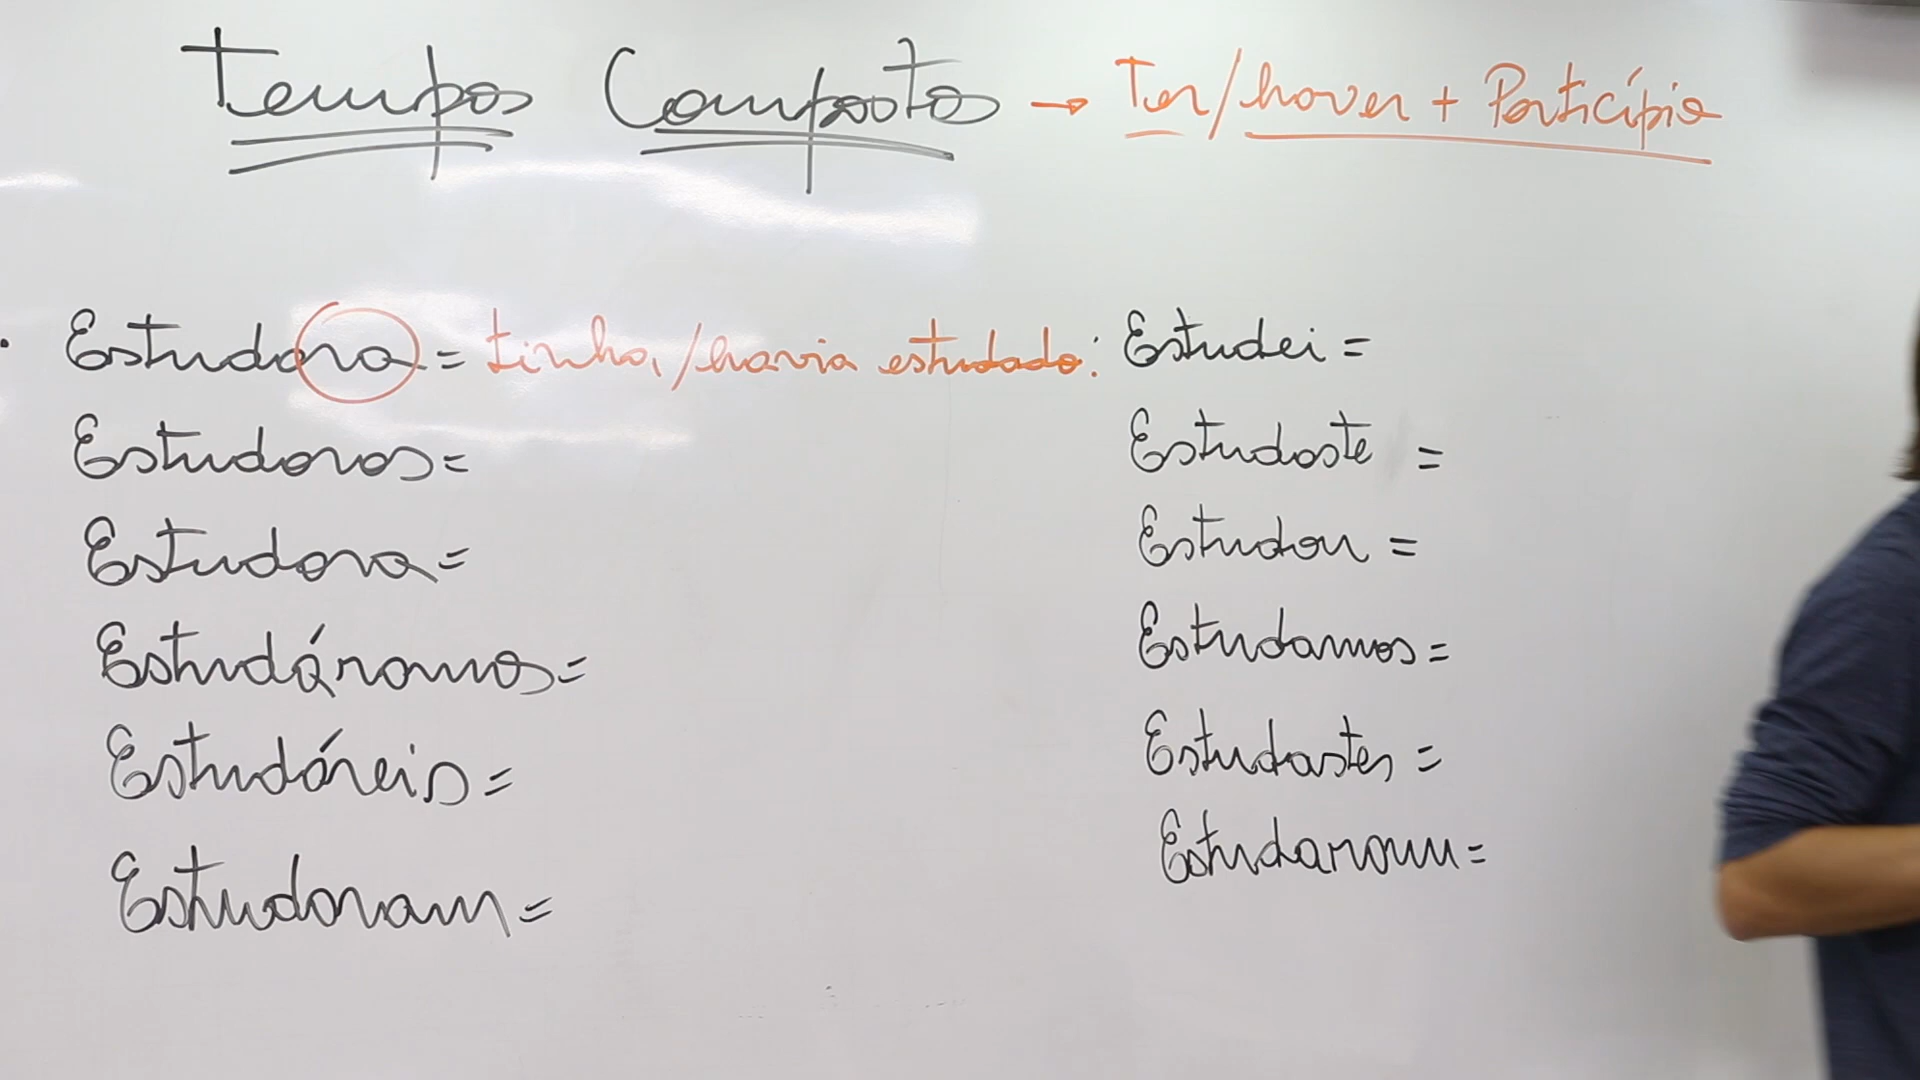 Tempos Compostos → Ter/haver + Particípio
Estudara = tinha/havia estudado:
Estudaras =
Estudara =
Estudáramos =
Estudáreis =
Estudaram =
Estudei =
Estudaste =
Estudou =
Estudamos =
Estudastes =
Estudaram =